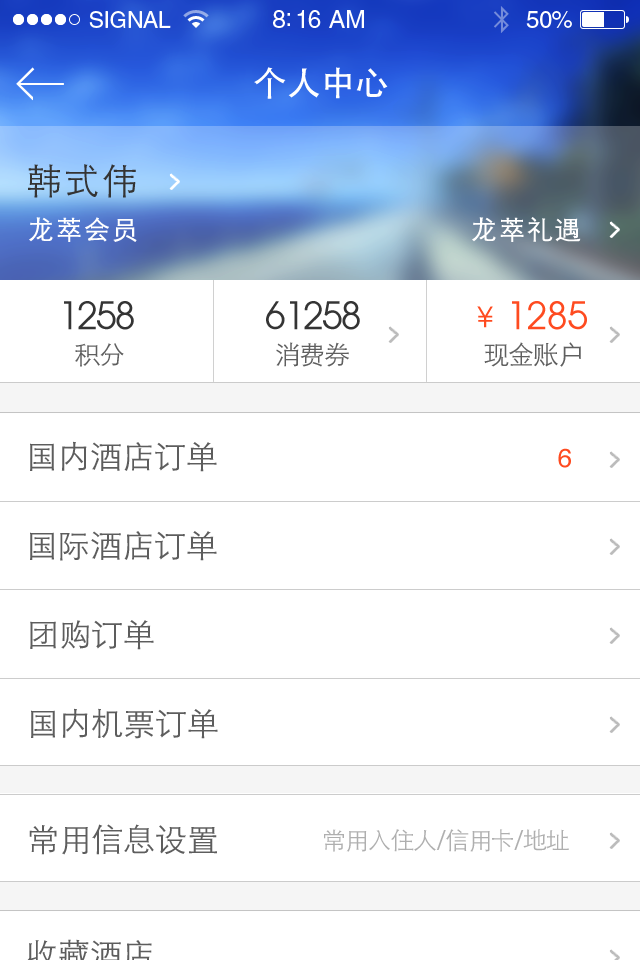 SIGNAL 8:16 AM 50%
个人中心
韩式伟
龙萃会员 龙萃礼遇
1258 61258 ¥ 1285
积分 消费券 现金账户
国内酒店订单 6
国际酒店订单
团购订单
国内机票订单
常用信息设置 常用入住人/信用卡/地址
收藏酒店